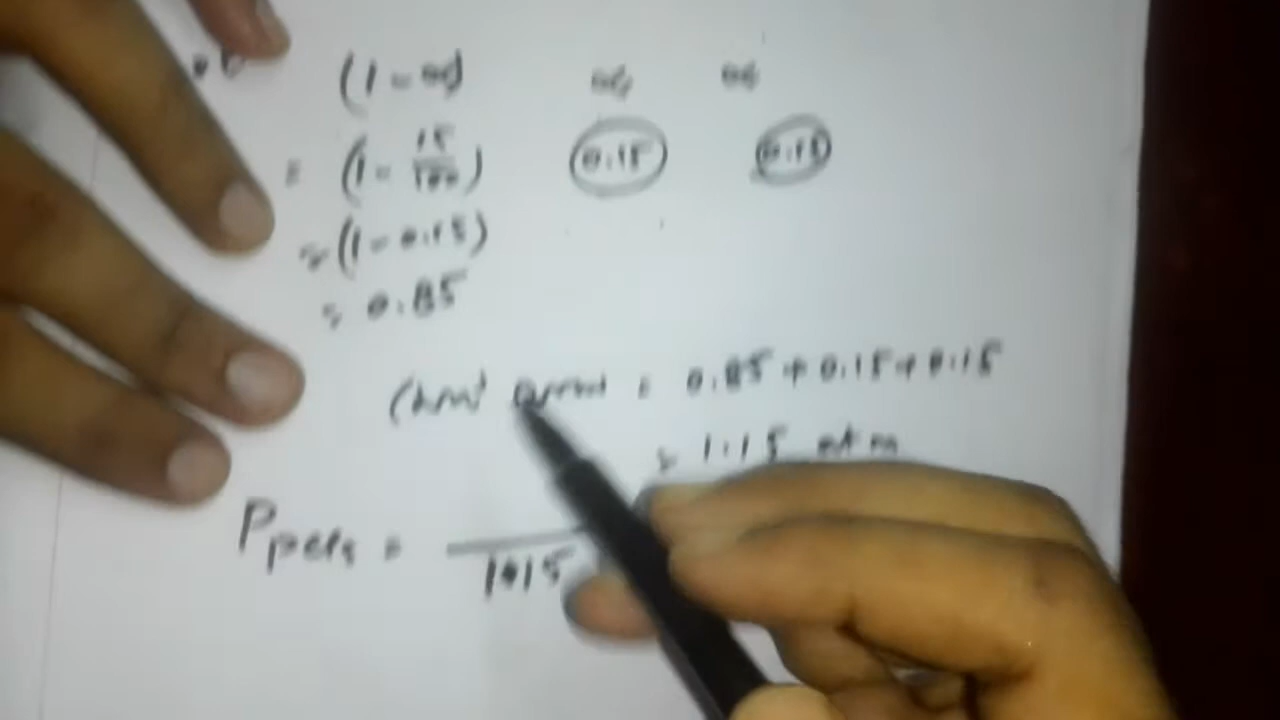 (1 - α) α α
= (1 - 15/100) 0.15 0.15
= (1 - 0.15)
= 0.85
= 0.85 + 0.15 + 0.15
= 1.15 atm
P_PCl5 = /1.15